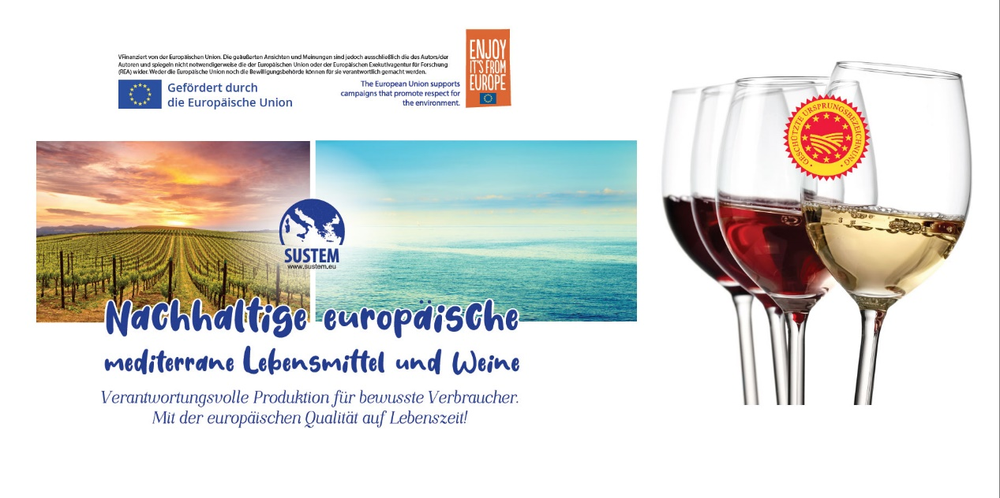 VFinanziert von der Europäischen Union. Die geäußerten Ansichten und Meinungen sind jedoch ausschließlich die des Autors/der
Autoren und spiegeln nicht notwendigerweise die der Europäischen Union oder der Europäischen Exekutivagentur für Forschung
(REA) wider. Weder die Europäische Union noch die Bewilligungsbehörde können für sie verantwortlich gemacht werden.
Gefördert durch
die Europäische Union
The European Union supports
campaigns that promote respect for
the environment.
ENJOY
IT'S FROM
EUROPE
GESCHÜTZTE URSPRUNGSBEZEICHNUNG
SUSTEM
www.sustem.eu
Nachhaltige europäische
mediterrane Lebensmittel und Weine
Verantwortungsvolle Produktion für bewusste Verbraucher.
Mit der europäischen Qualität auf Lebenszeit!